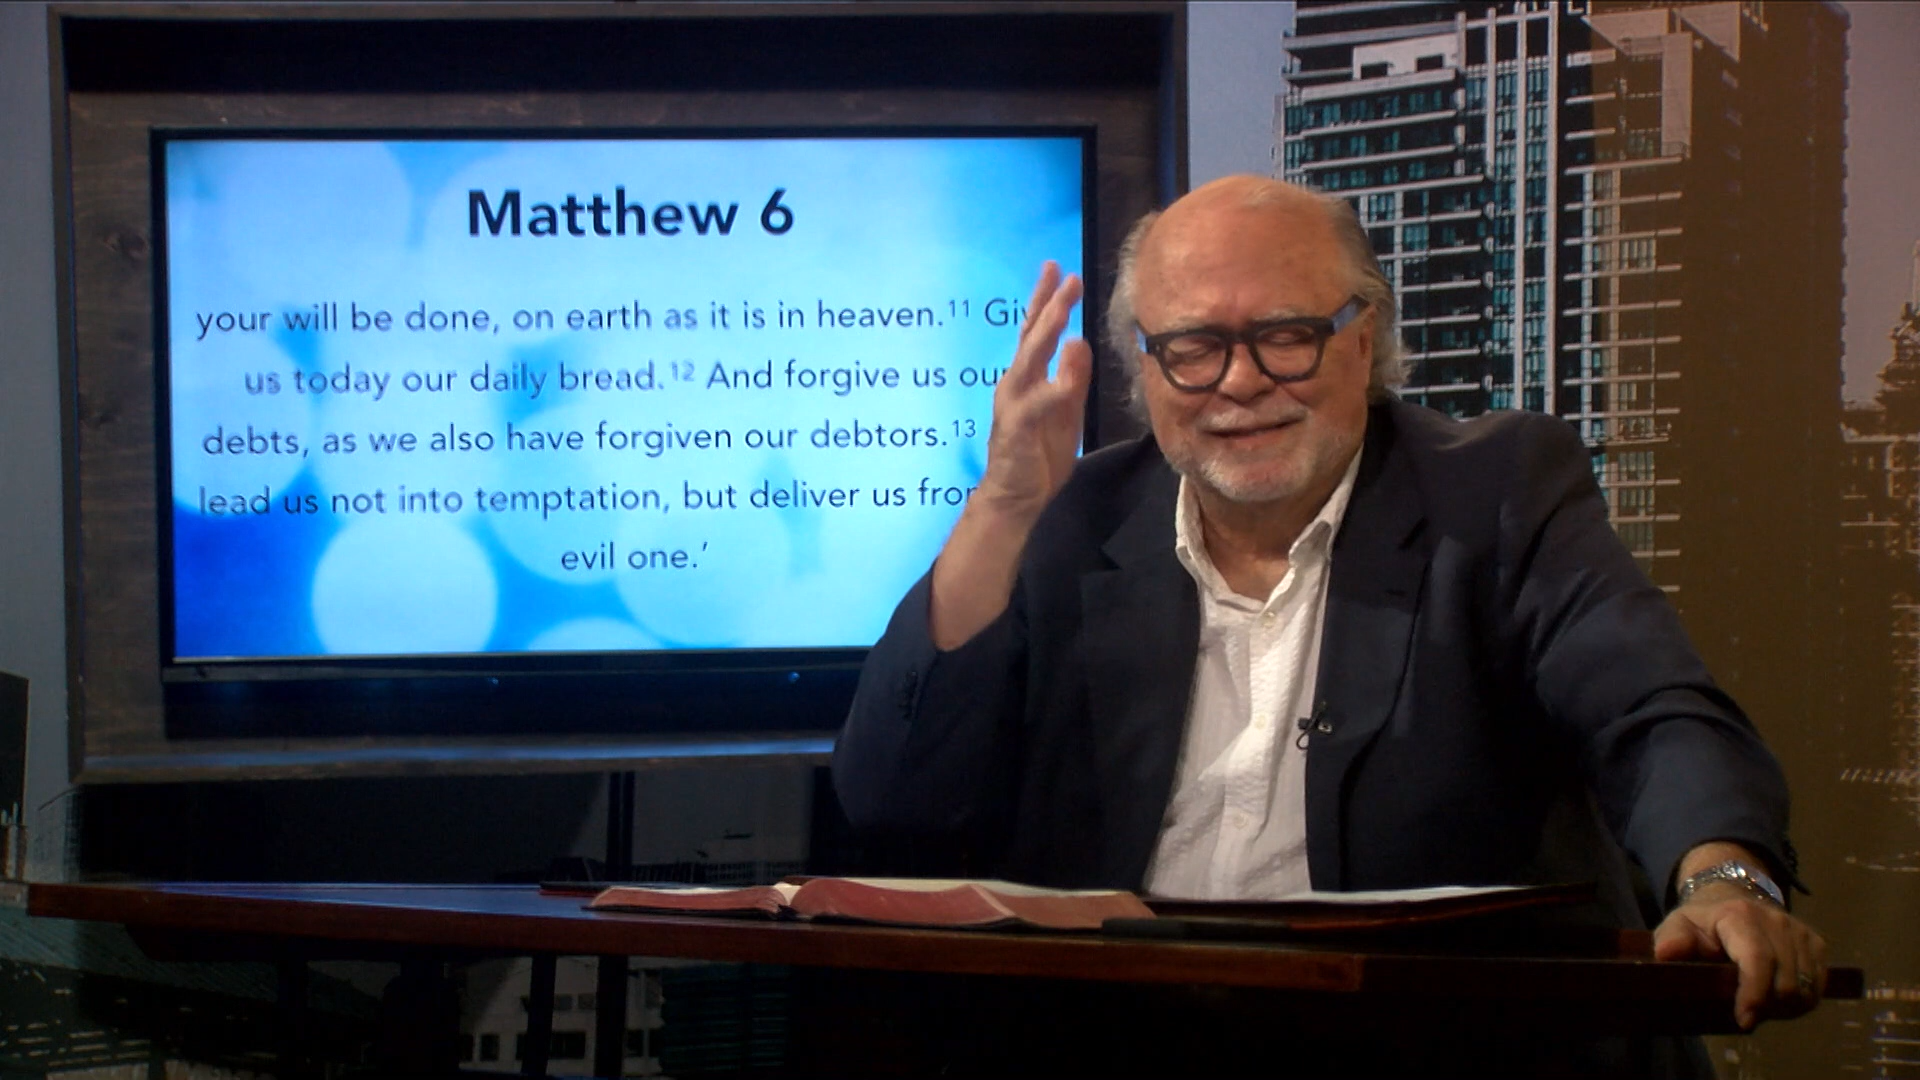 Matthew 6
your will be done, on earth as it is in heaven.¹¹
us today our daily bread.¹² And forgive us our
debts, as we also have forgiven our debtors.¹³
lead us not into temptation, but deliver us
evil one.’